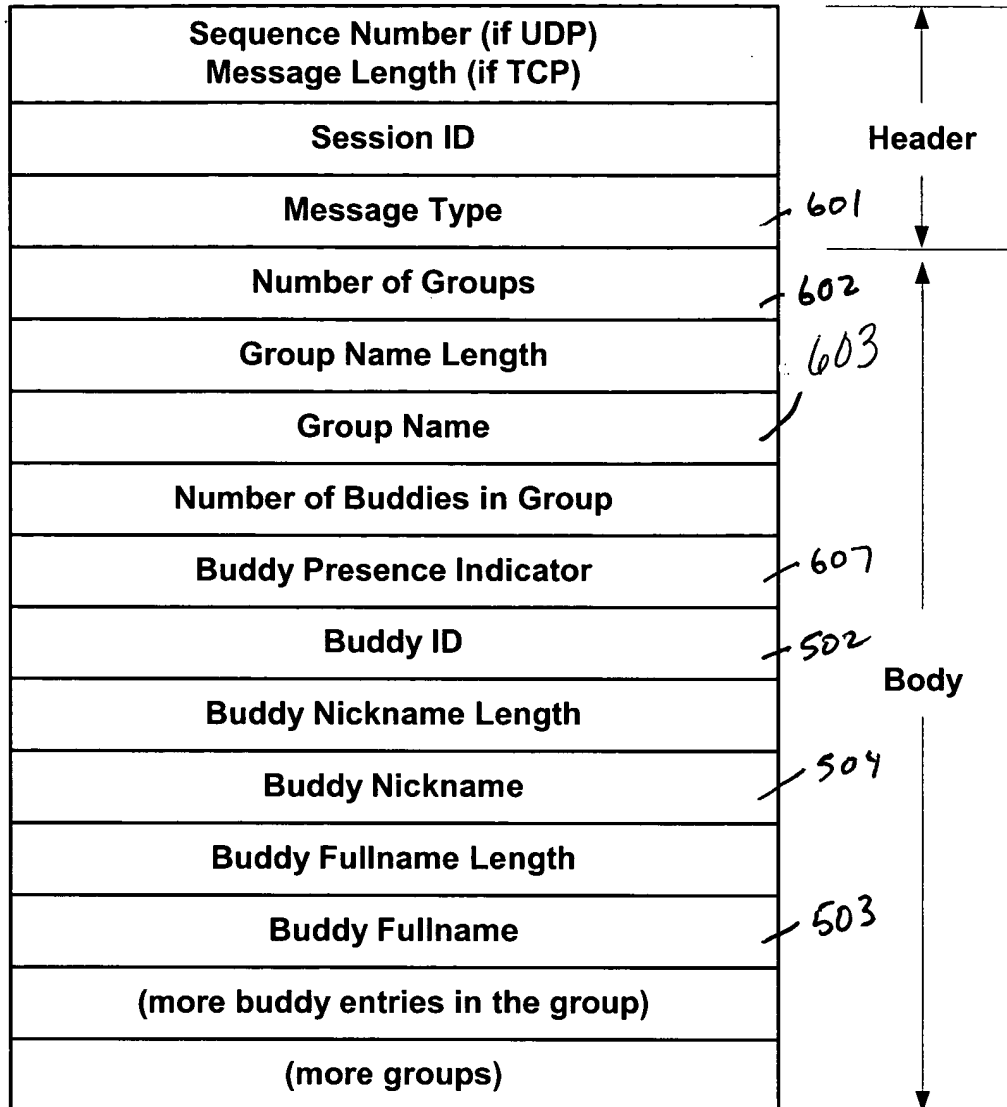 Sequence Number (if UDP)
Message Length (if TCP)
Session ID
Header
Message Type
601
Number of Groups
602
Group Name Length
603
Group Name
Number of Buddies in Group
Buddy Presence Indicator
607
Buddy ID
502
Body
Buddy Nickname Length
Buddy Nickname
504
Buddy Fullname Length
Buddy Fullname
503
(more buddy entries in the group)
(more groups)